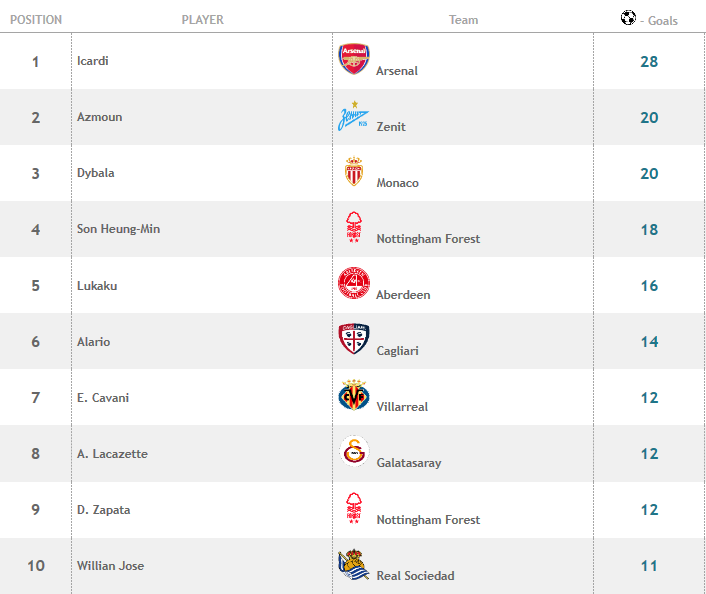 POSITION PLAYER Team - Goals
1 Icardi Arsenal 28
2 Azmoun Zenit 20
3 Dybala Monaco 20
4 Son Heung-Min Nottingham Forest 18
5 Lukaku Aberdeen 16
6 Alario Cagliari 14
7 E. Cavani Villarreal 12
8 A. Lacazette Galatasaray 12
9 D. Zapata Nottingham Forest 12
10 Willian Jose Real Sociedad 11